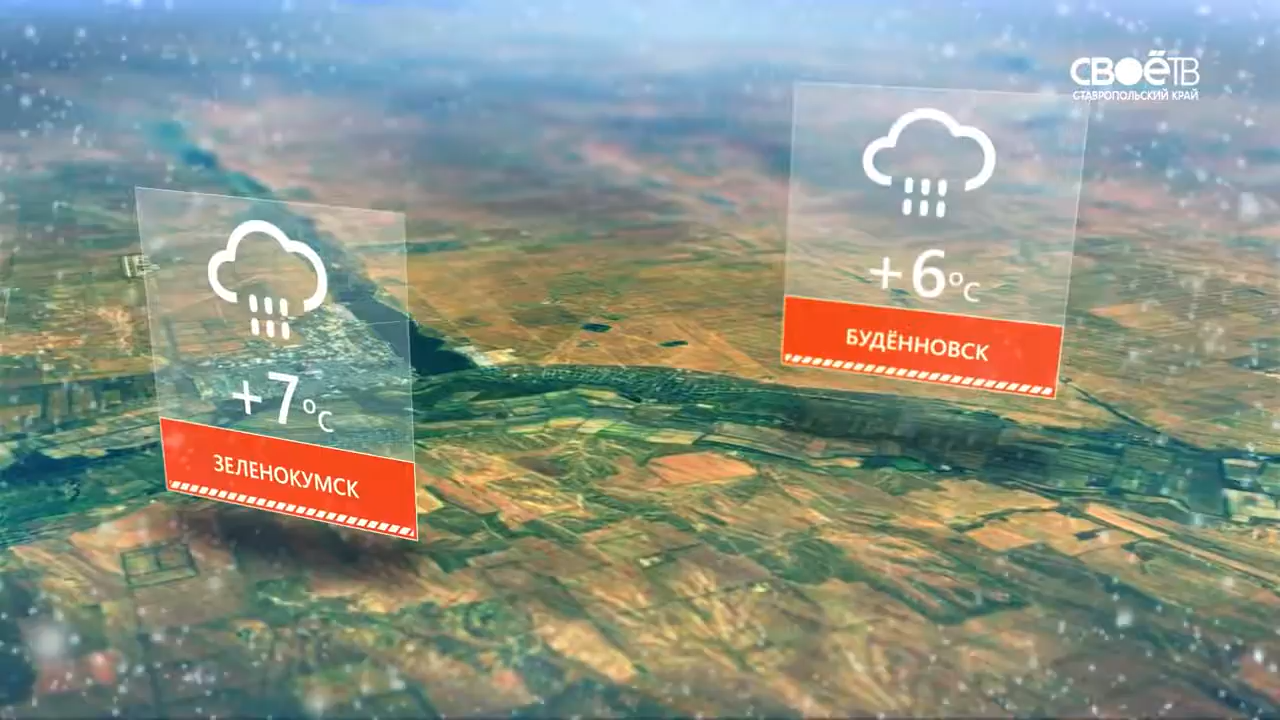 СВОЁТВ
СТАВРОПОЛЬСКИЙ КРАЙ
+6°C
БУДЁННОВСК
+7°C
ЗЕЛЕНОКУМСК